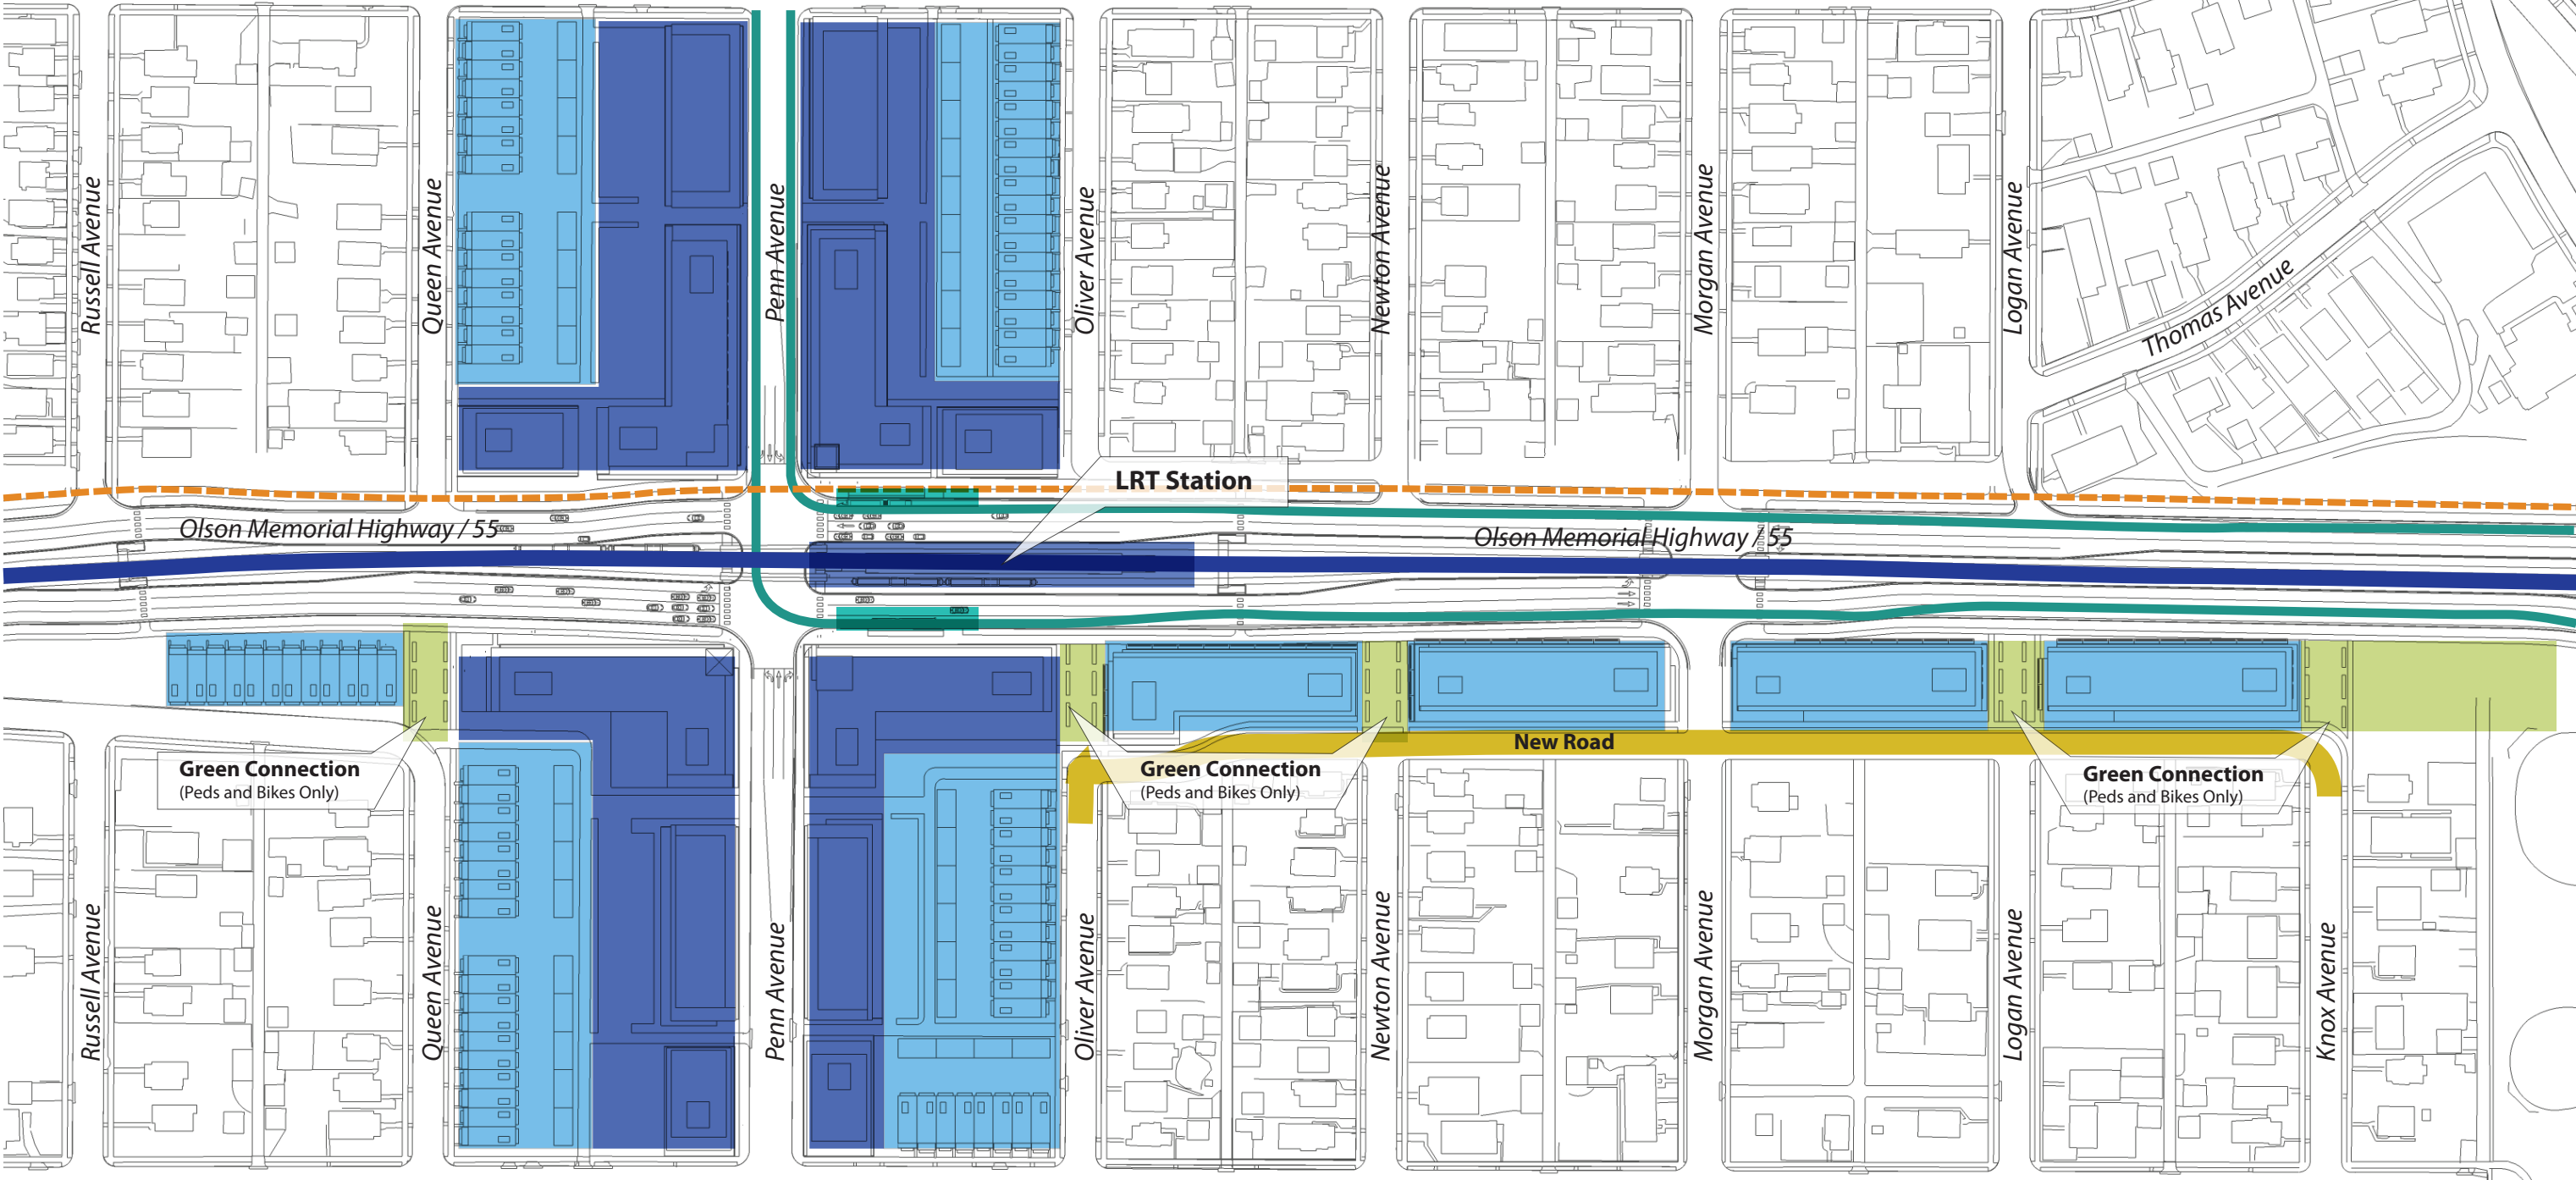 Russell Avenue
Queen Avenue
Penn Avenue
Oliver Avenue
Newton Avenue
Morgan Avenue
Logan Avenue
Thomas Avenue
LRT Station
Olson Memorial Highway / 55
Olson Memorial Highway / 55
New Road
Green Connection
(Peds and Bikes Only)
Green Connection
(Peds and Bikes Only)
Green Connection
(Peds and Bikes Only)
Russell Avenue
Queen Avenue
Penn Avenue
Oliver Avenue
Newton Avenue
Morgan Avenue
Logan Avenue
Knox Avenue